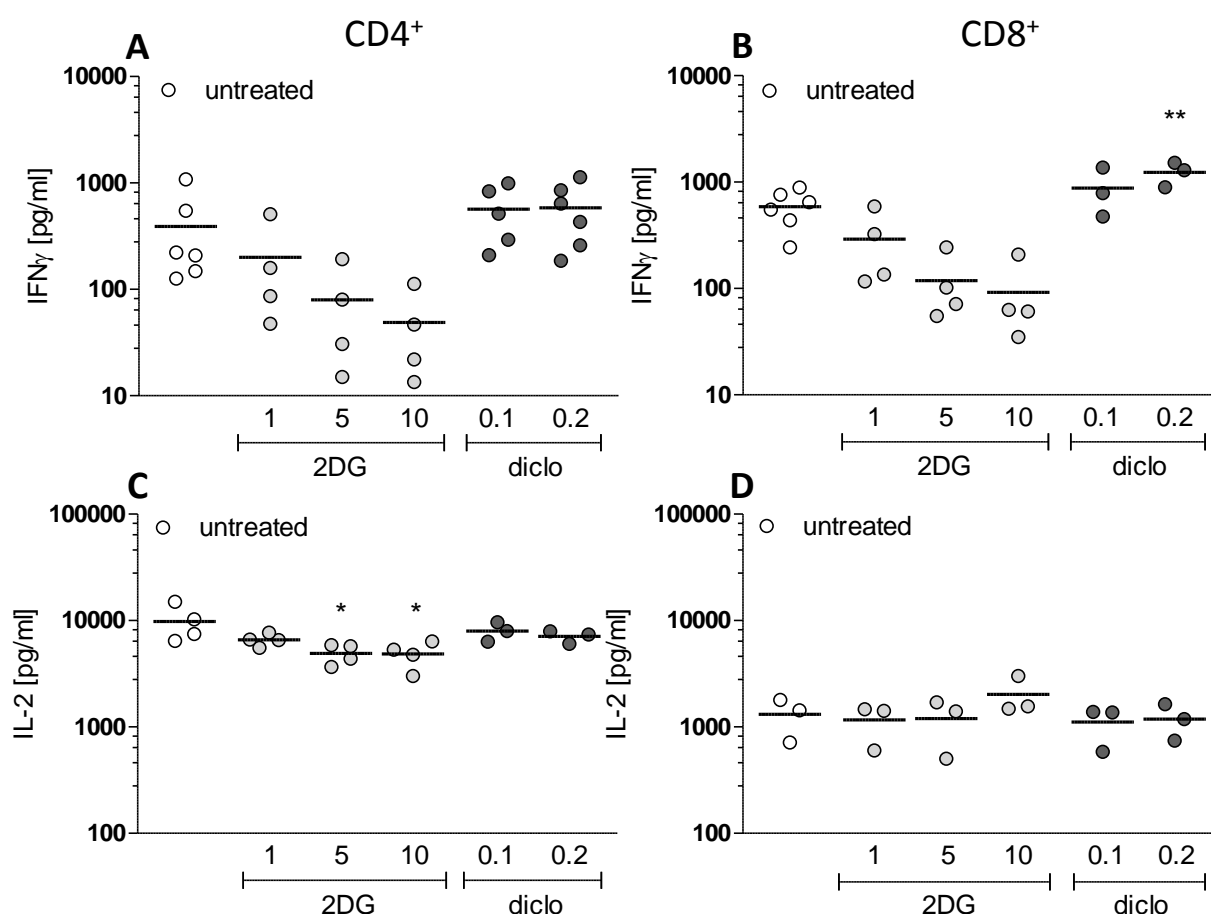 A CD4⁺
10000
untreated
1000
100
10
IFNγ [pg/ml]
1 5 10 0.1 0.2
2DG diclo
B CD8⁺
10000
untreated
**
1000
100
10
IFNγ [pg/ml]
1 5 10 0.1 0.2
2DG diclo
C
100000
untreated
10000
* *
1000
100
IL-2 [pg/ml]
1 5 10 0.1 0.2
2DG diclo
D
100000
untreated
10000
1000
100
IL-2 [pg/ml]
1 5 10 0.1 0.2
2DG diclo